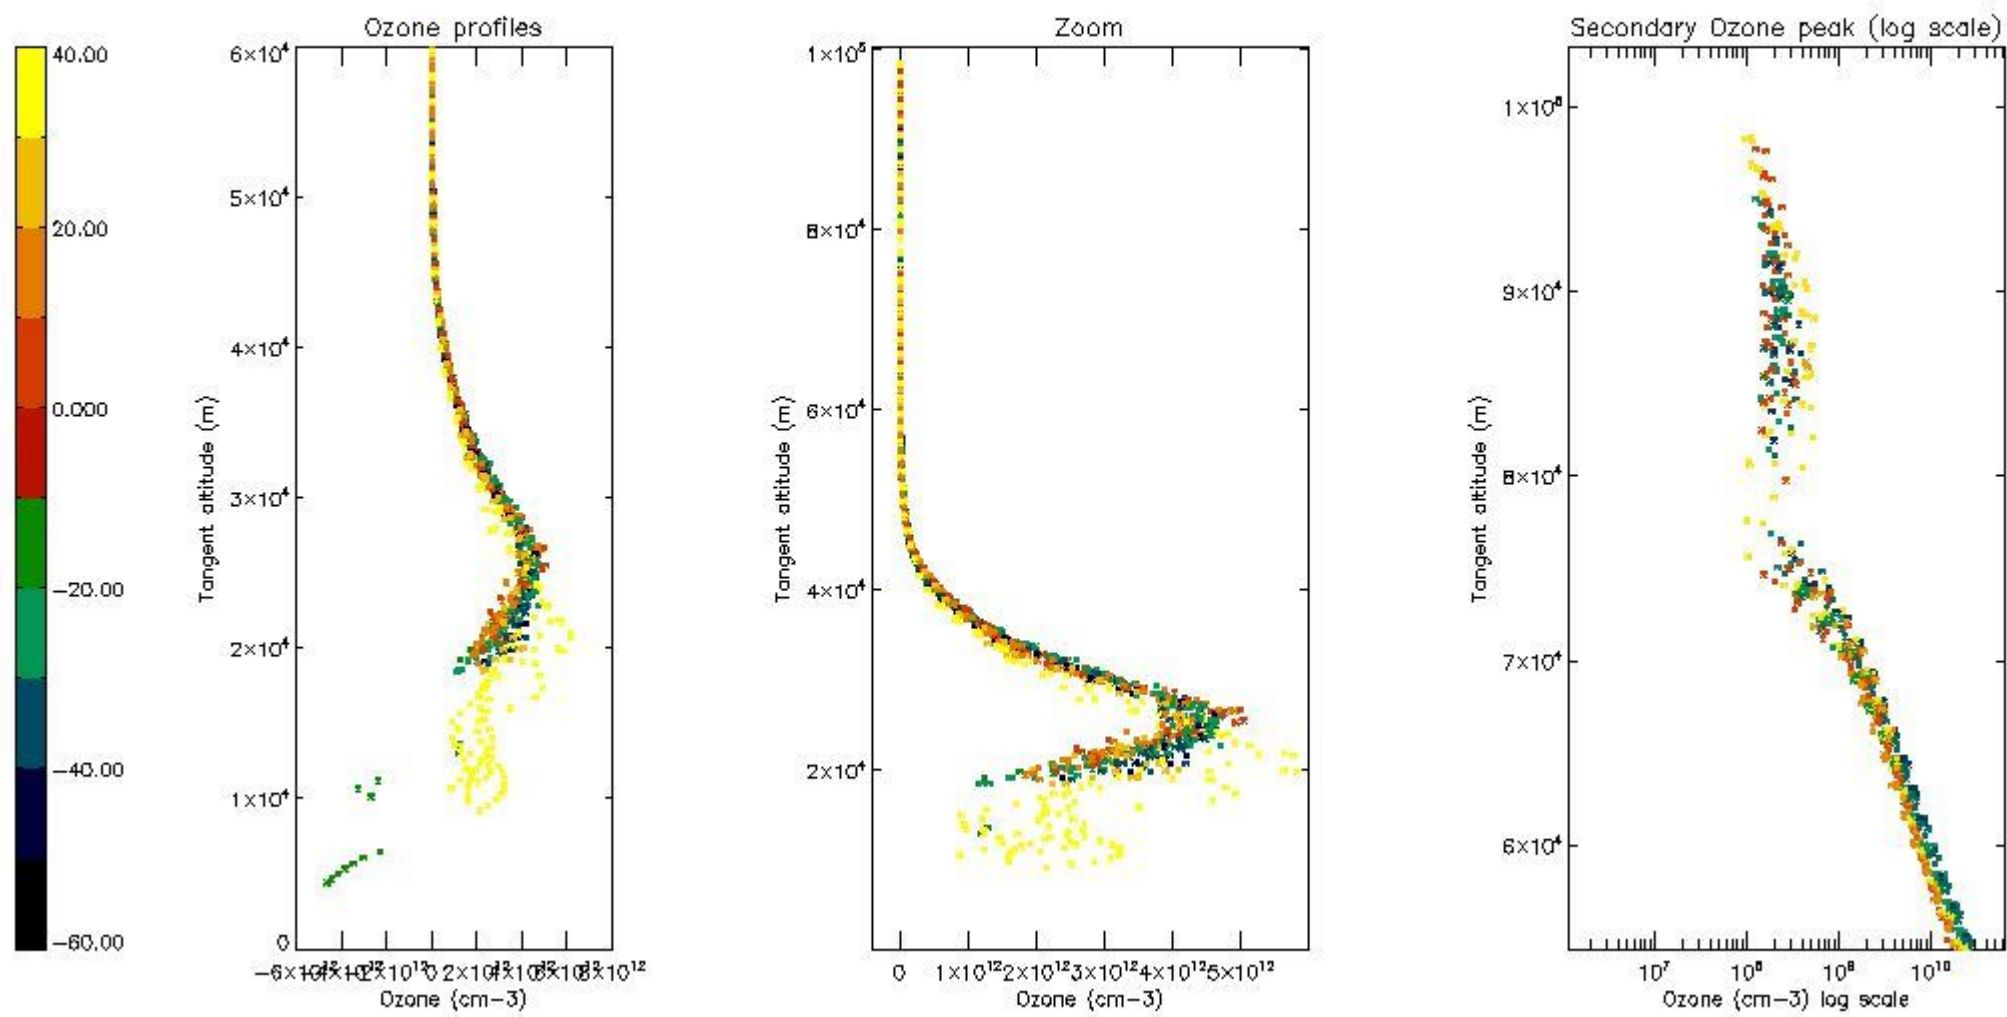 Ozone profiles
Zoom
Secondary Ozone peak (log scale)
40.00
20.00
0.000
−20.00
−40.00
−60.00
6×10⁴
5×10⁴
4×10⁴
3×10⁴
2×10⁴
1×10⁴
0
Tangent altitude (m)
0
8×10¹²
Ozone (cm−3)
1×10⁵
8×10⁴
6×10⁴
4×10⁴
2×10⁴
Tangent altitude (m)
0 1×10¹² 2×10¹² 3×10¹² 4×10¹² 5×10¹²
Ozone (cm−3)
9×10⁴
8×10⁴
7×10⁴
6×10⁴
Tangent altitude (m)
10⁷ 10⁸ 10⁹ 10¹⁰
Ozone (cm−3) log scale